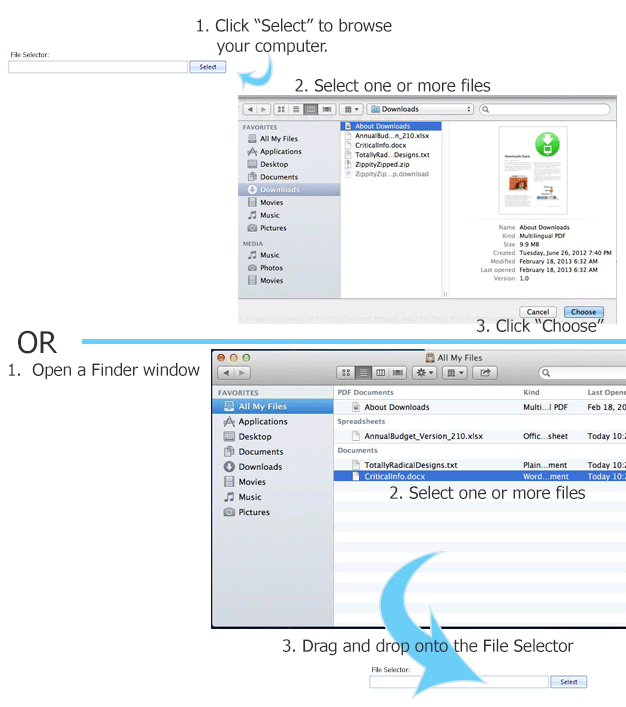 1. Click “Select” to browse
your computer.
File Selector:
Select
2. Select one or more files
Downloads
FAVORITES
All My Files
Applications
Desktop
Documents
Downloads
Movies
Music
Pictures
MEDIA
Music
Photos
Movies
About Downloads
AnnualBud...n_210.xlsx
CriticalInfo.docx
TotallyRad...Designs.txt
ZippityZipped.zip
ZippityZip...p.download
Name About Downloads
Kind Multilingual PDF
Size 9.9 MB
Created Tuesday, June 26, 2012 7:40 PM
Modified February 18, 2013 6:32 AM
Last opened February 18, 2013 6:32 AM
Version 1.0
Cancel
Choose
3. Click “Choose”
OR
1. Open a Finder window
All My Files
FAVORITES
All My Files
Applications
Desktop
Documents
Downloads
Movies
Music
Pictures
PDF Documents Kind Last Opene
About Downloads Multi...l PDF Feb 18, 20
Spreadsheets
AnnualBudget_Version_210.xlsx Offic...sheet Today 10:2
Documents
TotallyRadicalDesigns.txt Plain...ment Today 10:2
CriticalInfo.docx Word...ment Today 10:2
2. Select one or more files
3. Drag and drop onto the File Selector
File Selector:
Select